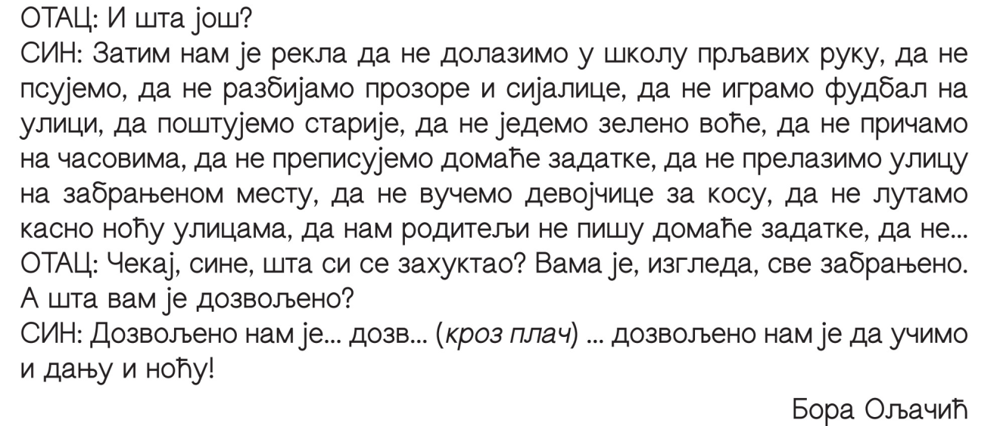 ОТАЦ: И шта још?
СИН: Затим нам је рекла да не долазимо у школу прљавих руку, да не
псујемо, да не разбијамо прозоре и сијалице, да не играмо фудбал на
улици, да поштујемо старије, да не једемо зелено воће, да не причамо
на часовима, да не преписујемо домаће задатке, да не прелазимо улицу
на забрањеном месту, да не вучемо девојчице за косу, да не лутамо
касно ноћу улицама, да нам родитељи не пишу домаће задатке, да не...
ОТАЦ: Чекај, сине, шта си се захуктао? Вама је, изгледа, све забрањено.
А шта вам је дозвољено?
СИН: Дозвољено нам је... дозв... (кроз плач) ... дозвољено нам је да учимо
и дању и ноћу!
Бора Ољачић